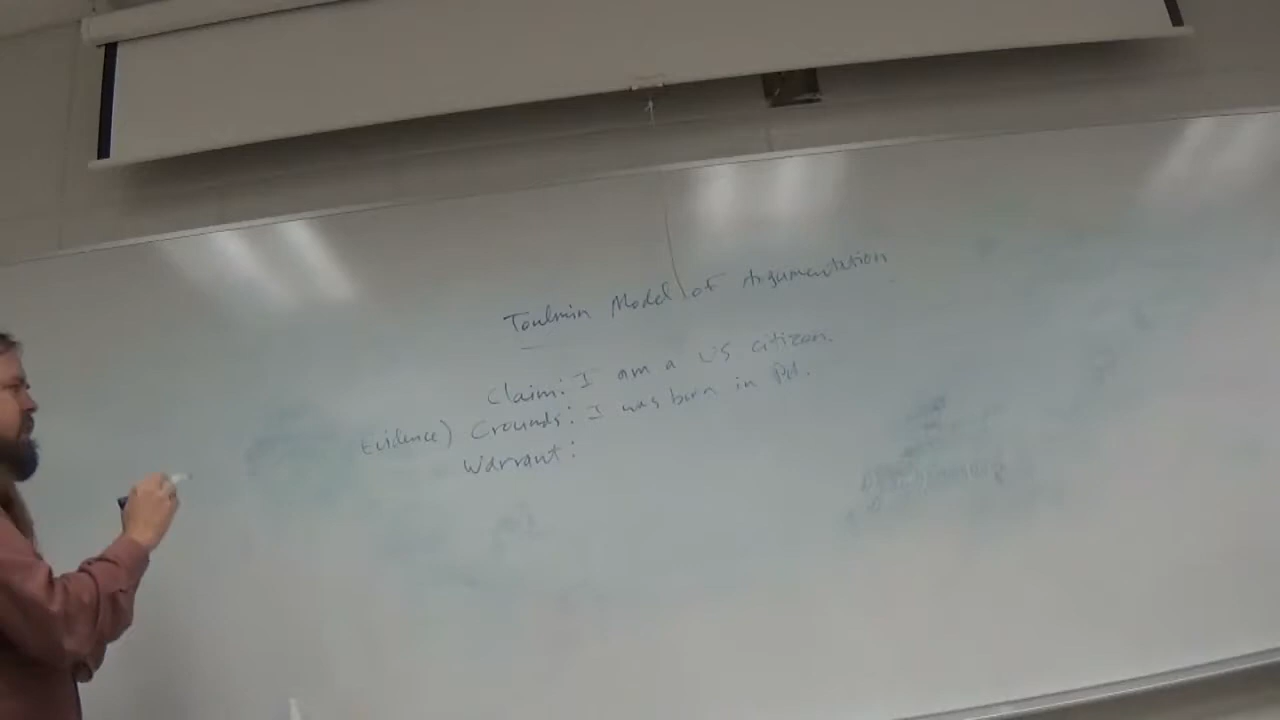 Toulmin Model of Argumentation
Claim: I am a US citizen.
Evidence) Grounds: I was born in PA.
Warrant: